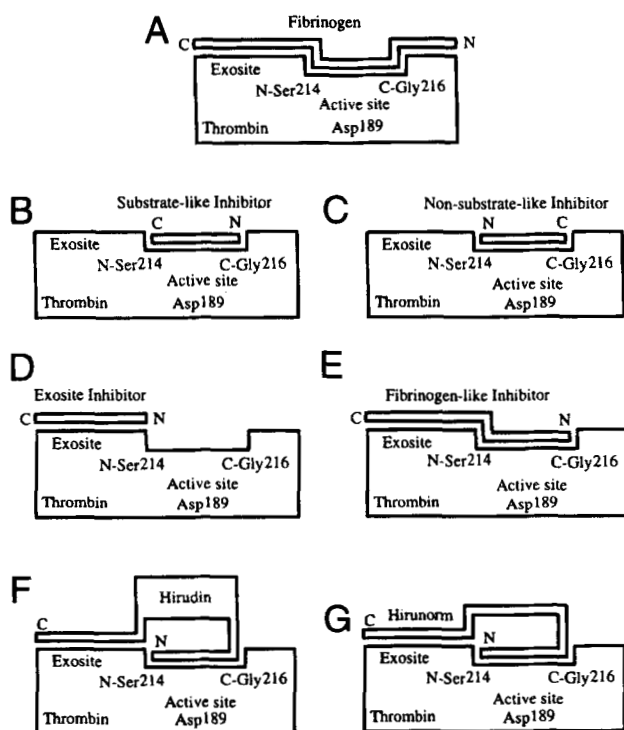 A
Fibrinogen
C
N
Exosite
N-Ser214
C-Gly216
Active site
Thrombin
Asp189
B
Substrate-like Inhibitor
C
N
Exosite
N-Ser214
C-Gly216
Active site
Thrombin
Asp189
C
Non-substrate-like Inhibitor
N
C
Exosite
N-Ser214
C-Gly216
Active site
Thrombin
Asp189
D
Exosite Inhibitor
C
N
Exosite
N-Ser214
C-Gly216
Active site
Thrombin
Asp189
E
Fibrinogen-like Inhibitor
C
N
Exosite
N-Ser214
C-Gly216
Active site
Thrombin
Asp189
F
Hirudin
C
N
Exosite
N-Ser214
C-Gly216
Active site
Thrombin
Asp189
G
Hirunorm
C
N
Exosite
N-Ser214
C-Gly216
Active site
Thrombin
Asp189